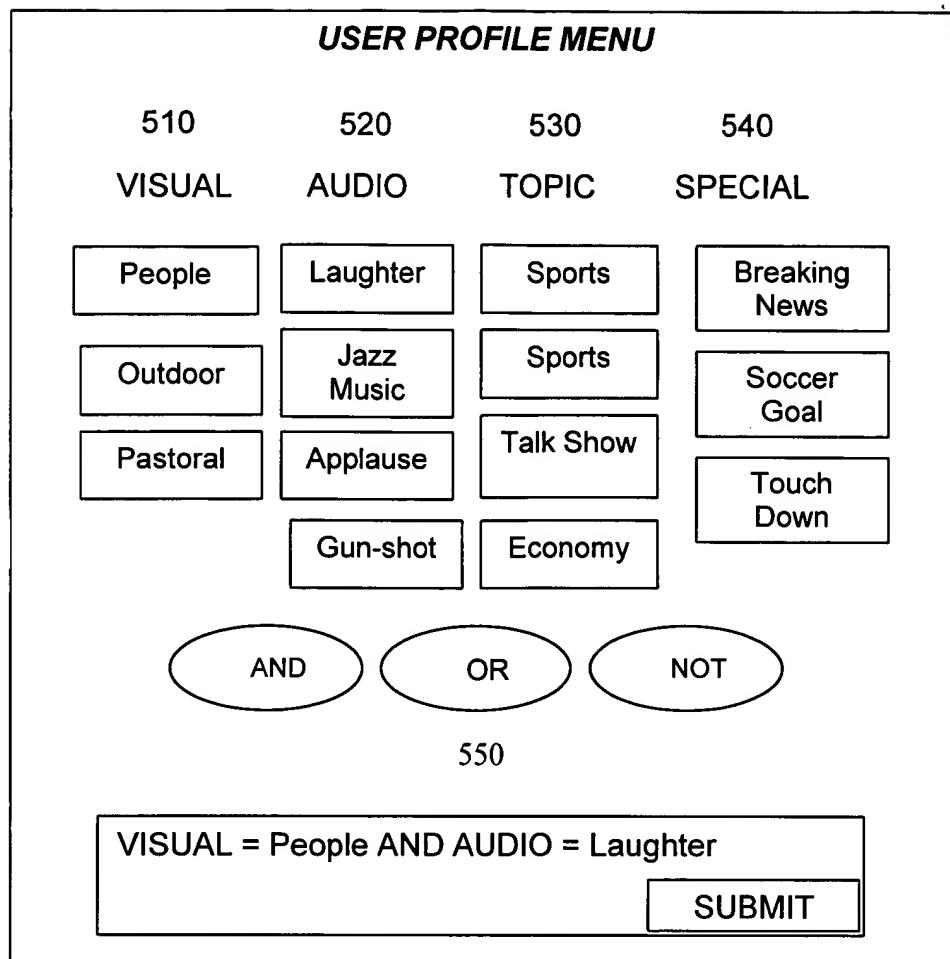 USER PROFILE MENU
510 520 530 540
VISUAL AUDIO TOPIC SPECIAL
People
Outdoor
Pastoral
Laughter
Jazz
Music
Applause
Gun-shot
Sports
Sports
Talk Show
Economy
Breaking
News
Soccer
Goal
Touch
Down
AND OR NOT
550
VISUAL = People AND AUDIO = Laughter
SUBMIT